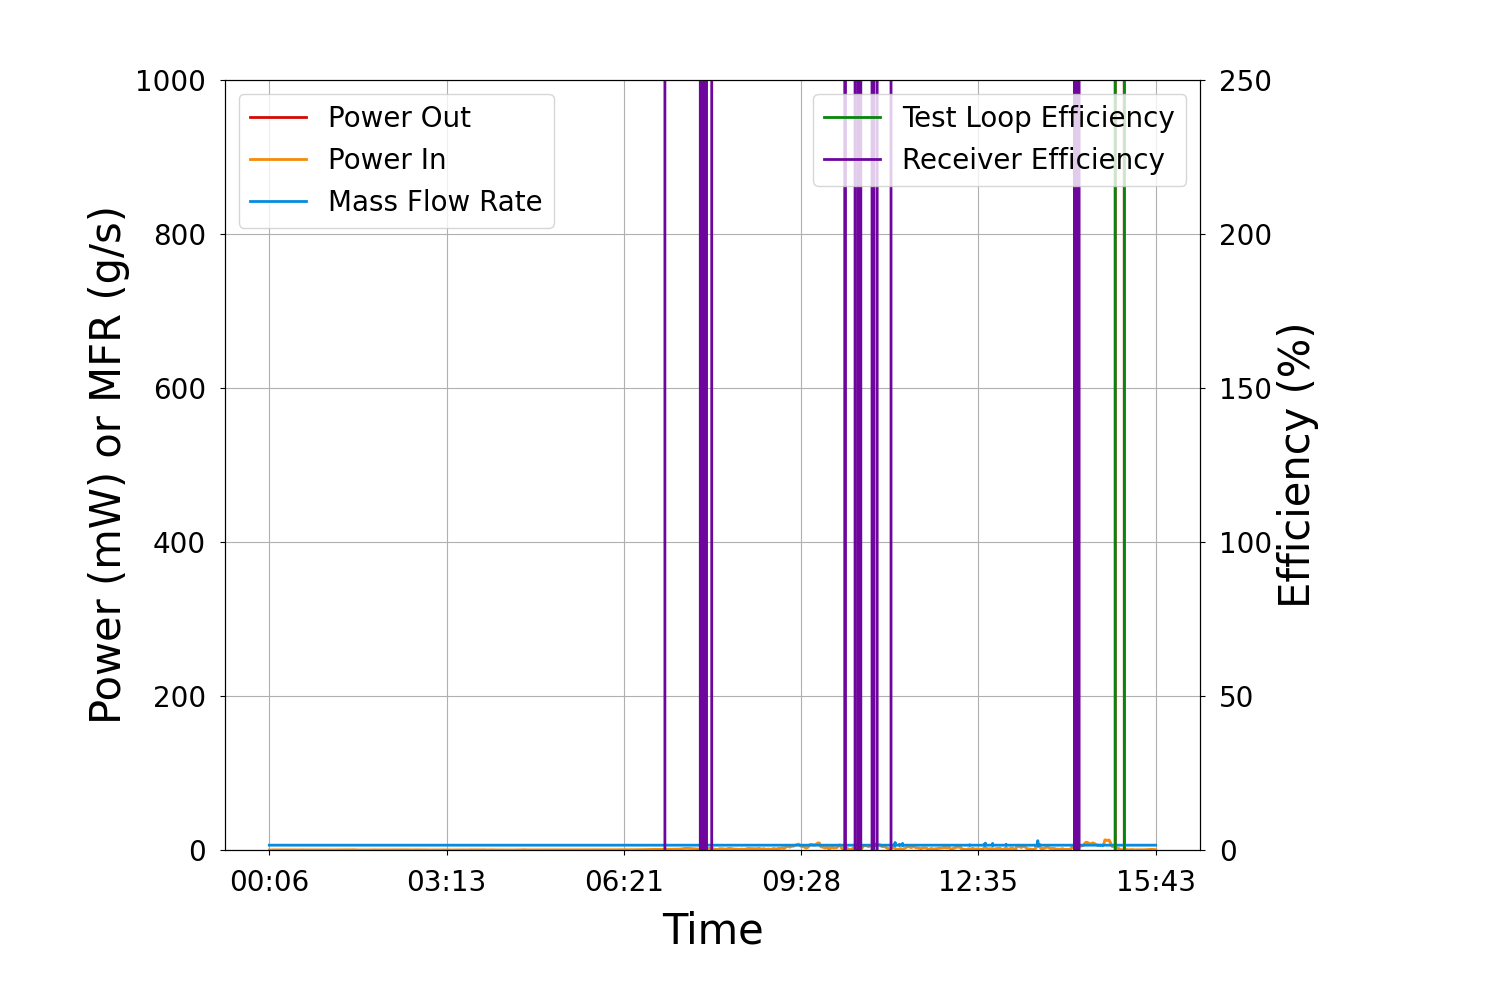 1000
800
600
400
200
0
Power (mW) or MFR (g/s)
Power Out
Power In
Mass Flow Rate
Test Loop Efficiency
Receiver Efficiency
250
200
150
100
50
0
Efficiency (%)
00:06 03:13 06:21 09:28 12:35 15:43
Time